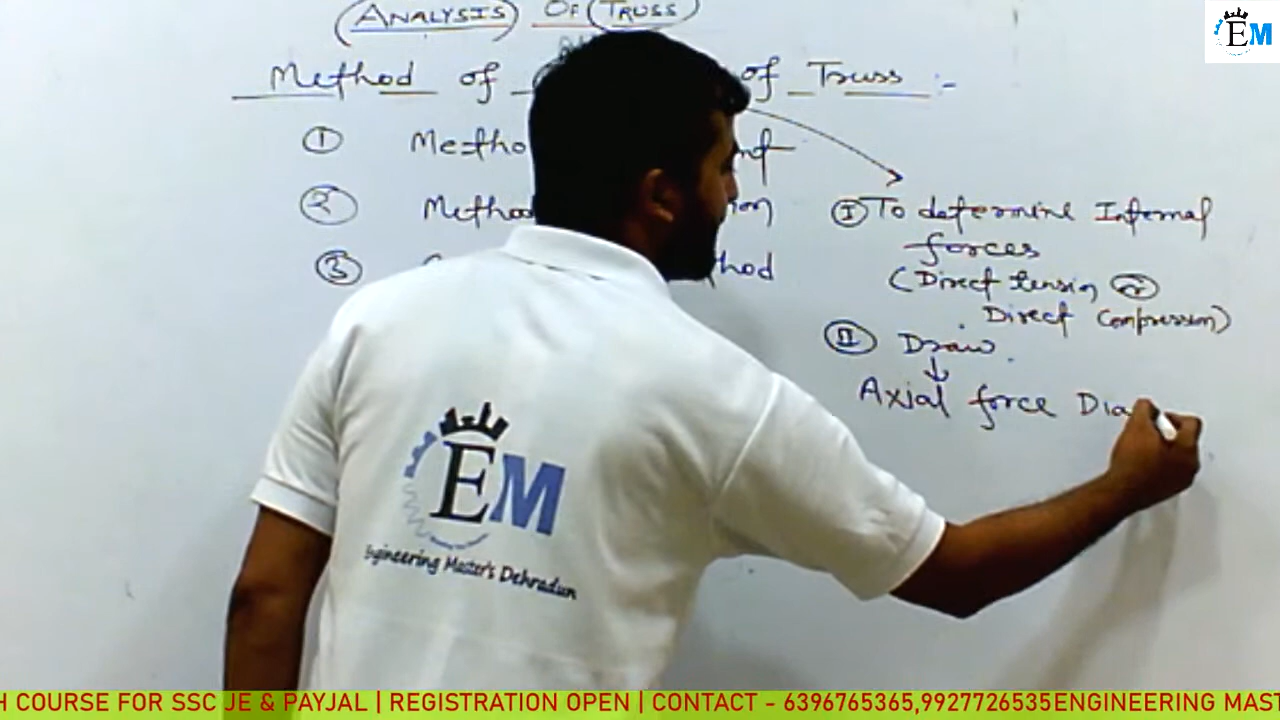 ANALYSIS OF TRUSS
Method of of Truss :-
① Metho
② Method
③ thod
Ⓘ To determine Internal
forces
(Direct tension or
Direct Compression)
Ⓘ Draw
Axial force Dia
EM
EM
Engineering Master's Dehradun
H COURSE FOR SSC JE & PAYJAL | REGISTRATION OPEN | CONTACT - 6396765365,9927726535ENGINEERING MAST